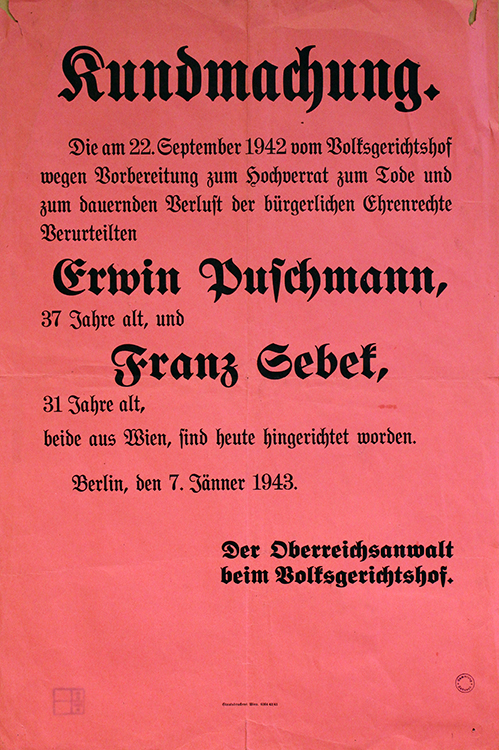 Kundmachung.
Die am 22. September 1942 vom Volksgerichtshof
wegen Vorbereitung zum Hochverrat zum Tode und
zum dauernden Verlust der bürgerlichen Ehrenrechte
Verurteilten
Erwin Puschmann,
37 Jahre alt, und
Franz Sebek,
31 Jahre alt,
beide aus Wien, sind heute hingerichtet worden.
Berlin, den 7. Jänner 1943.
Der Oberreichsanwalt
beim Volksgerichtshof.